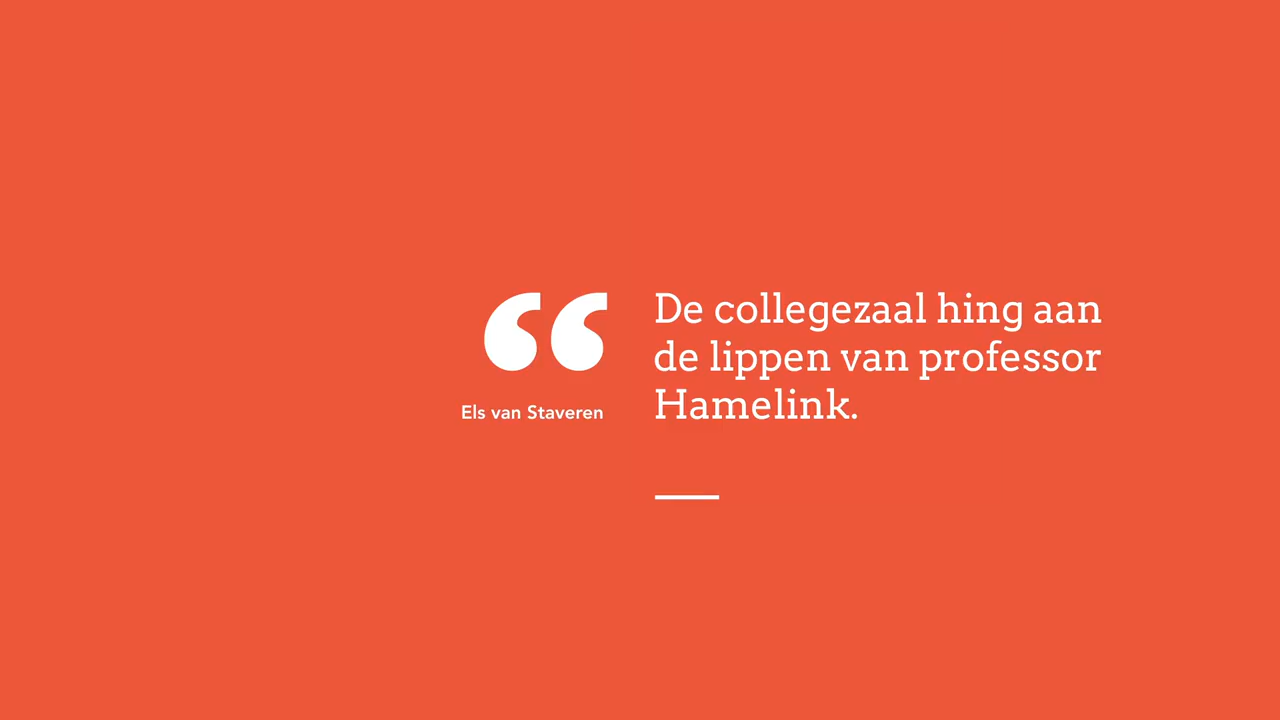 “
Els van Staveren
De collegezaal hing aan
de lippen van professor
Hamelink.